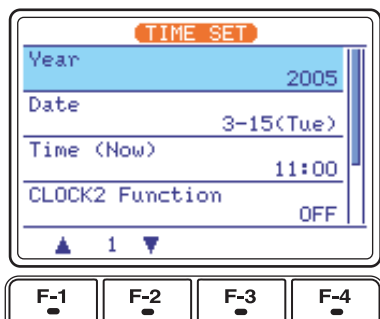 TIME SET
Year
2005
Date
3-15(Tue)
Time (Now)
11:00
CLOCK2 Function
OFF
▲ 1 ▼
F-1 F-2 F-3 F-4